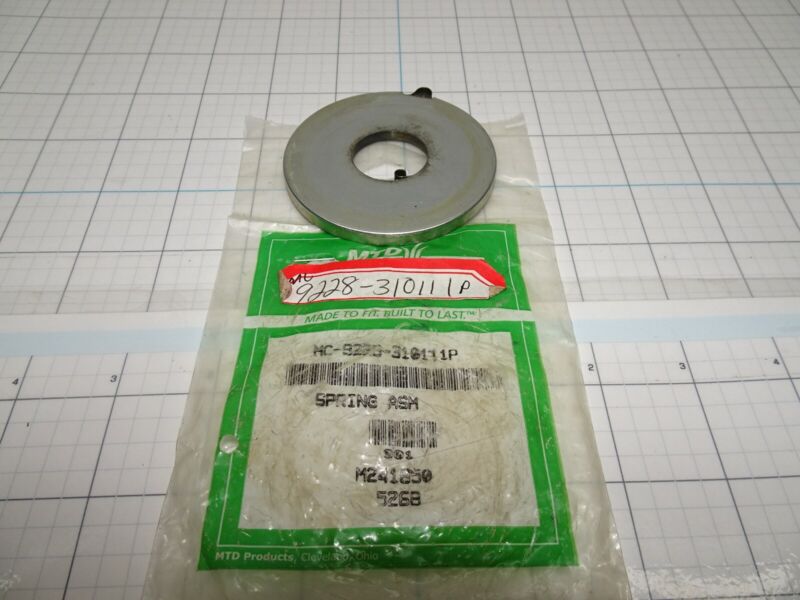 MTD
MC
9228-310111P
MADE TO FIT. BUILT TO LAST.™
MC-9228-310111P
SPRING ASM
001
M241250
5268
MTD Products, Cleveland, Ohio
4
3
2
3
4